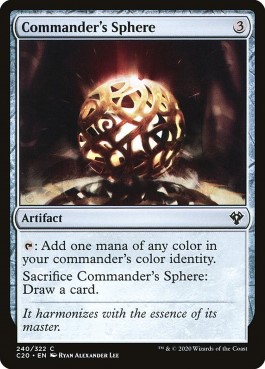 Commander's Sphere 3
Artifact
: Add one mana of any color in
your commander's color identity.
Sacrifice Commander's Sphere:
Draw a card.
It harmonizes with the essence of its
master.
240/322 C
C20 • EN RYAN ALEXANDER LEE ™ & © 2020 Wizards of the Coast